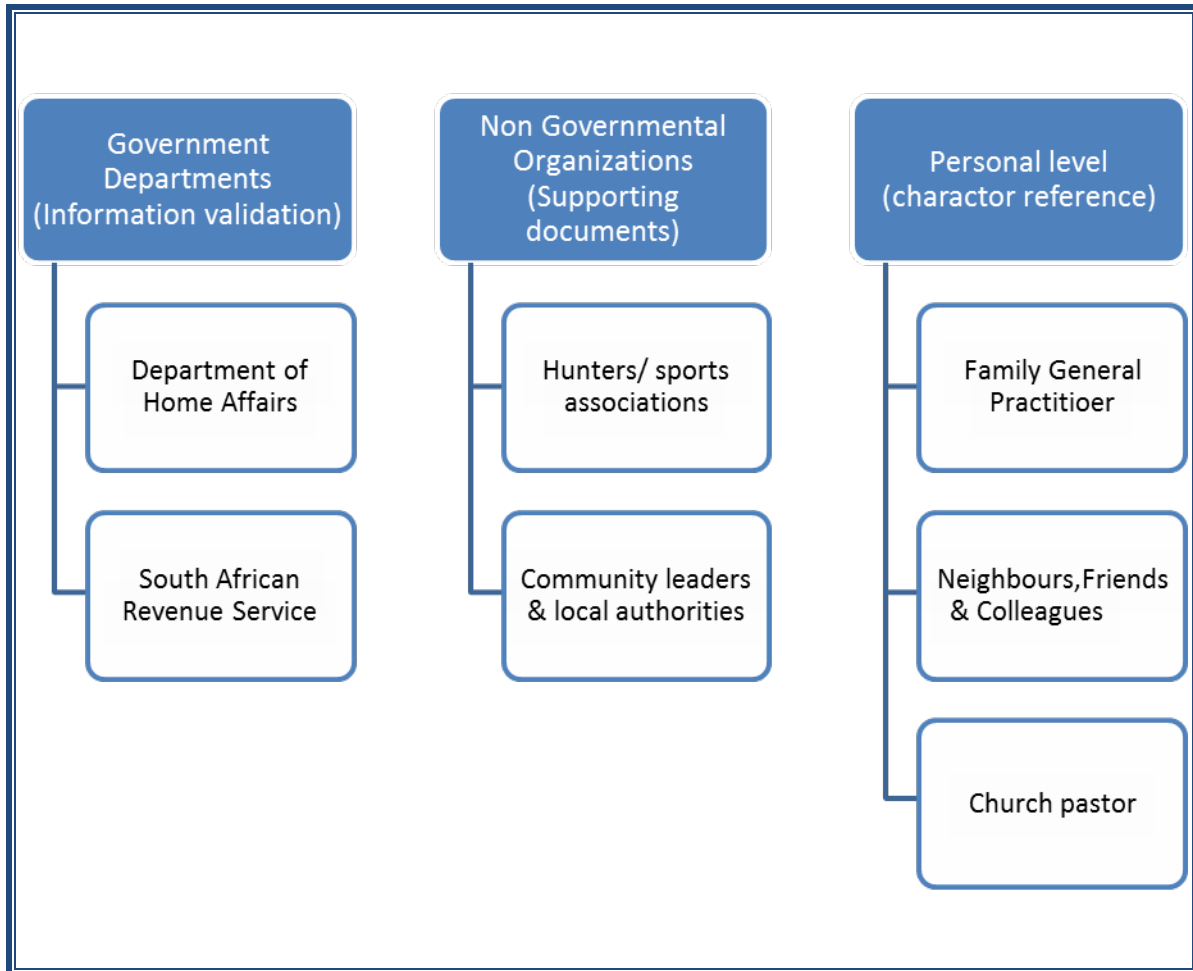 Government
Departments
(Information validation)
Department of
Home Affairs
South African
Revenue Service
Non Governmental
Organizations
(Supporting
documents)
Hunters/ sports
associations
Community leaders
& local authorities
Personal level
(charactor reference)
Family General
Practitioer
Neighbours,Friends
& Colleagues
Church pastor